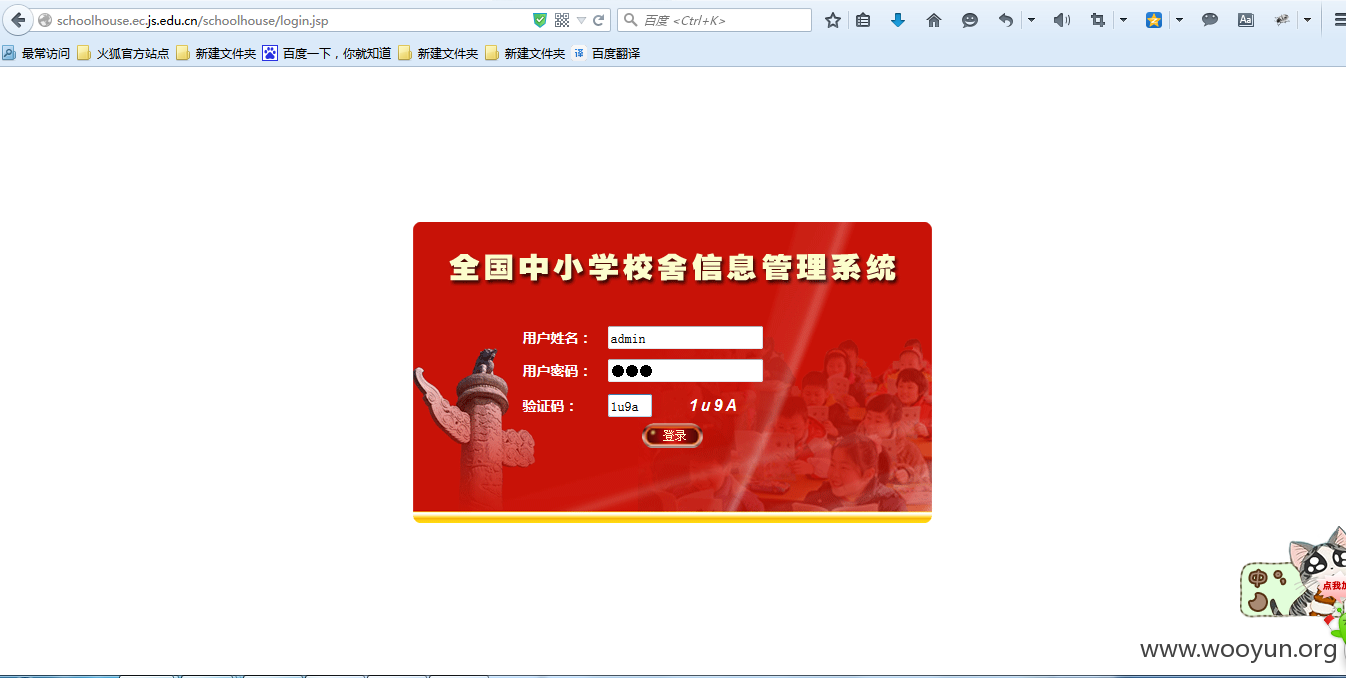 schoolhouse.ec.js.edu.cn/schoolhouse/login.jsp
百度 <Ctrl+K>
Aa
最常访问 火狐官方站点 新建文件夹 百度一下，你就知道 新建文件夹 新建文件夹 译 百度翻译
全国中小学校舍信息管理系统
用户姓名： admin
用户密码： ●●●
验证码： 1u9a 1u9A
登录
中
点我加
www.wooyun.org